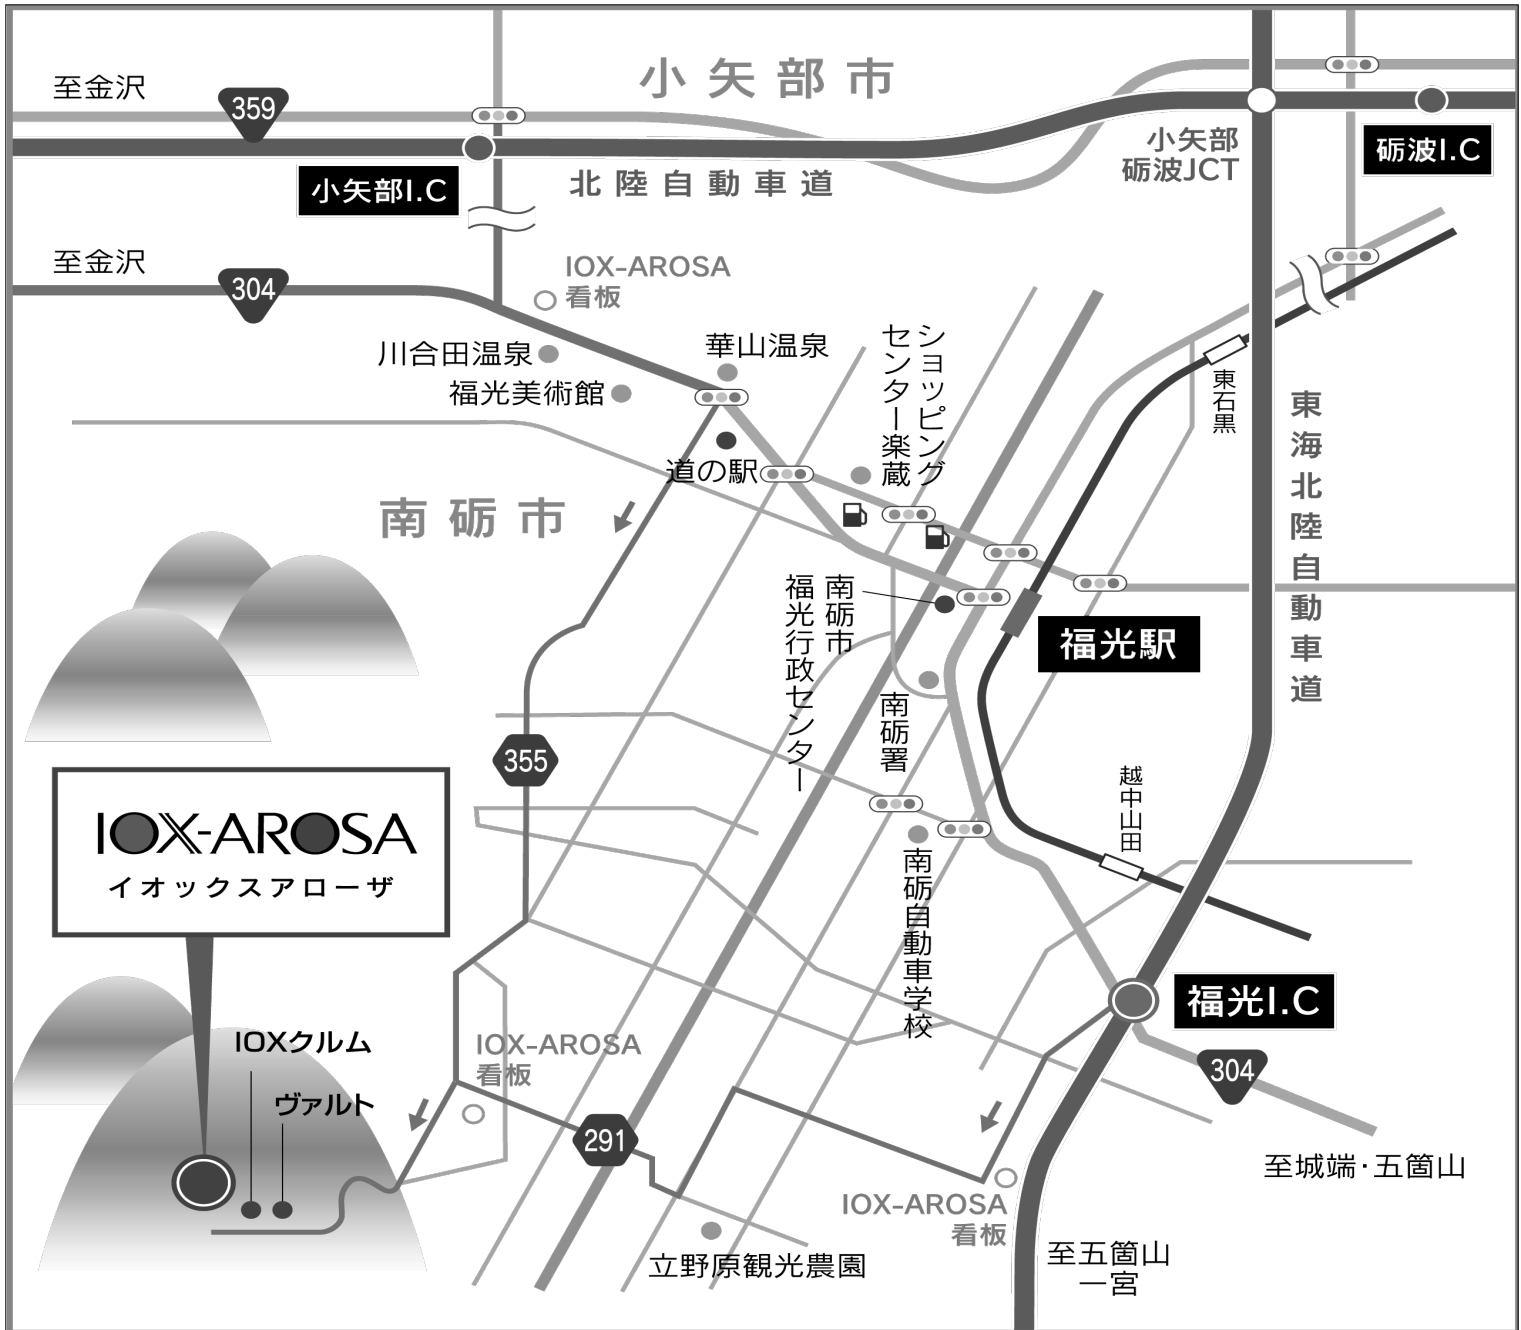 至金沢
359
小矢部市
小矢部
砺波JCT
砺波I.C
小矢部I.C
北陸自動車道
至金沢
304
IOX-AROSA
看板
川合田温泉
華山温泉
福光美術館
ショッピング
センター楽蔵
東石黒
東海北陸自動車道
道の駅
南砺市
南砺市
福光行政センター
福光駅
南砺署
355
越中山田
IOX-AROSA
イオックスアローザ
南砺自動車学校
福光I.C
IOXクルム
ヴァルト
IOX-AROSA
看板
291
304
至城端・五箇山
IOX-AROSA
看板
立野原観光農園
至五箇山
一宮